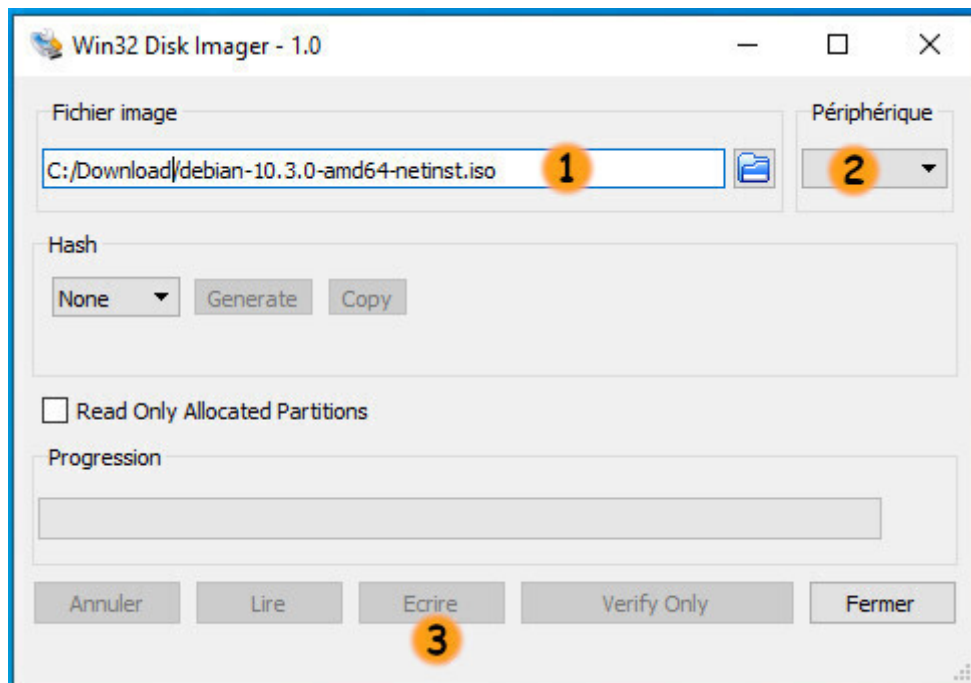 Win32 Disk Imager - 1.0
Fichier image
Périphérique
C:/Download/debian-10.3.0-amd64-netinst.iso
1
2
Hash
None
Generate
Copy
Read Only Allocated Partitions
Progression
Annuler
Lire
Ecrire
Verify Only
Fermer
3